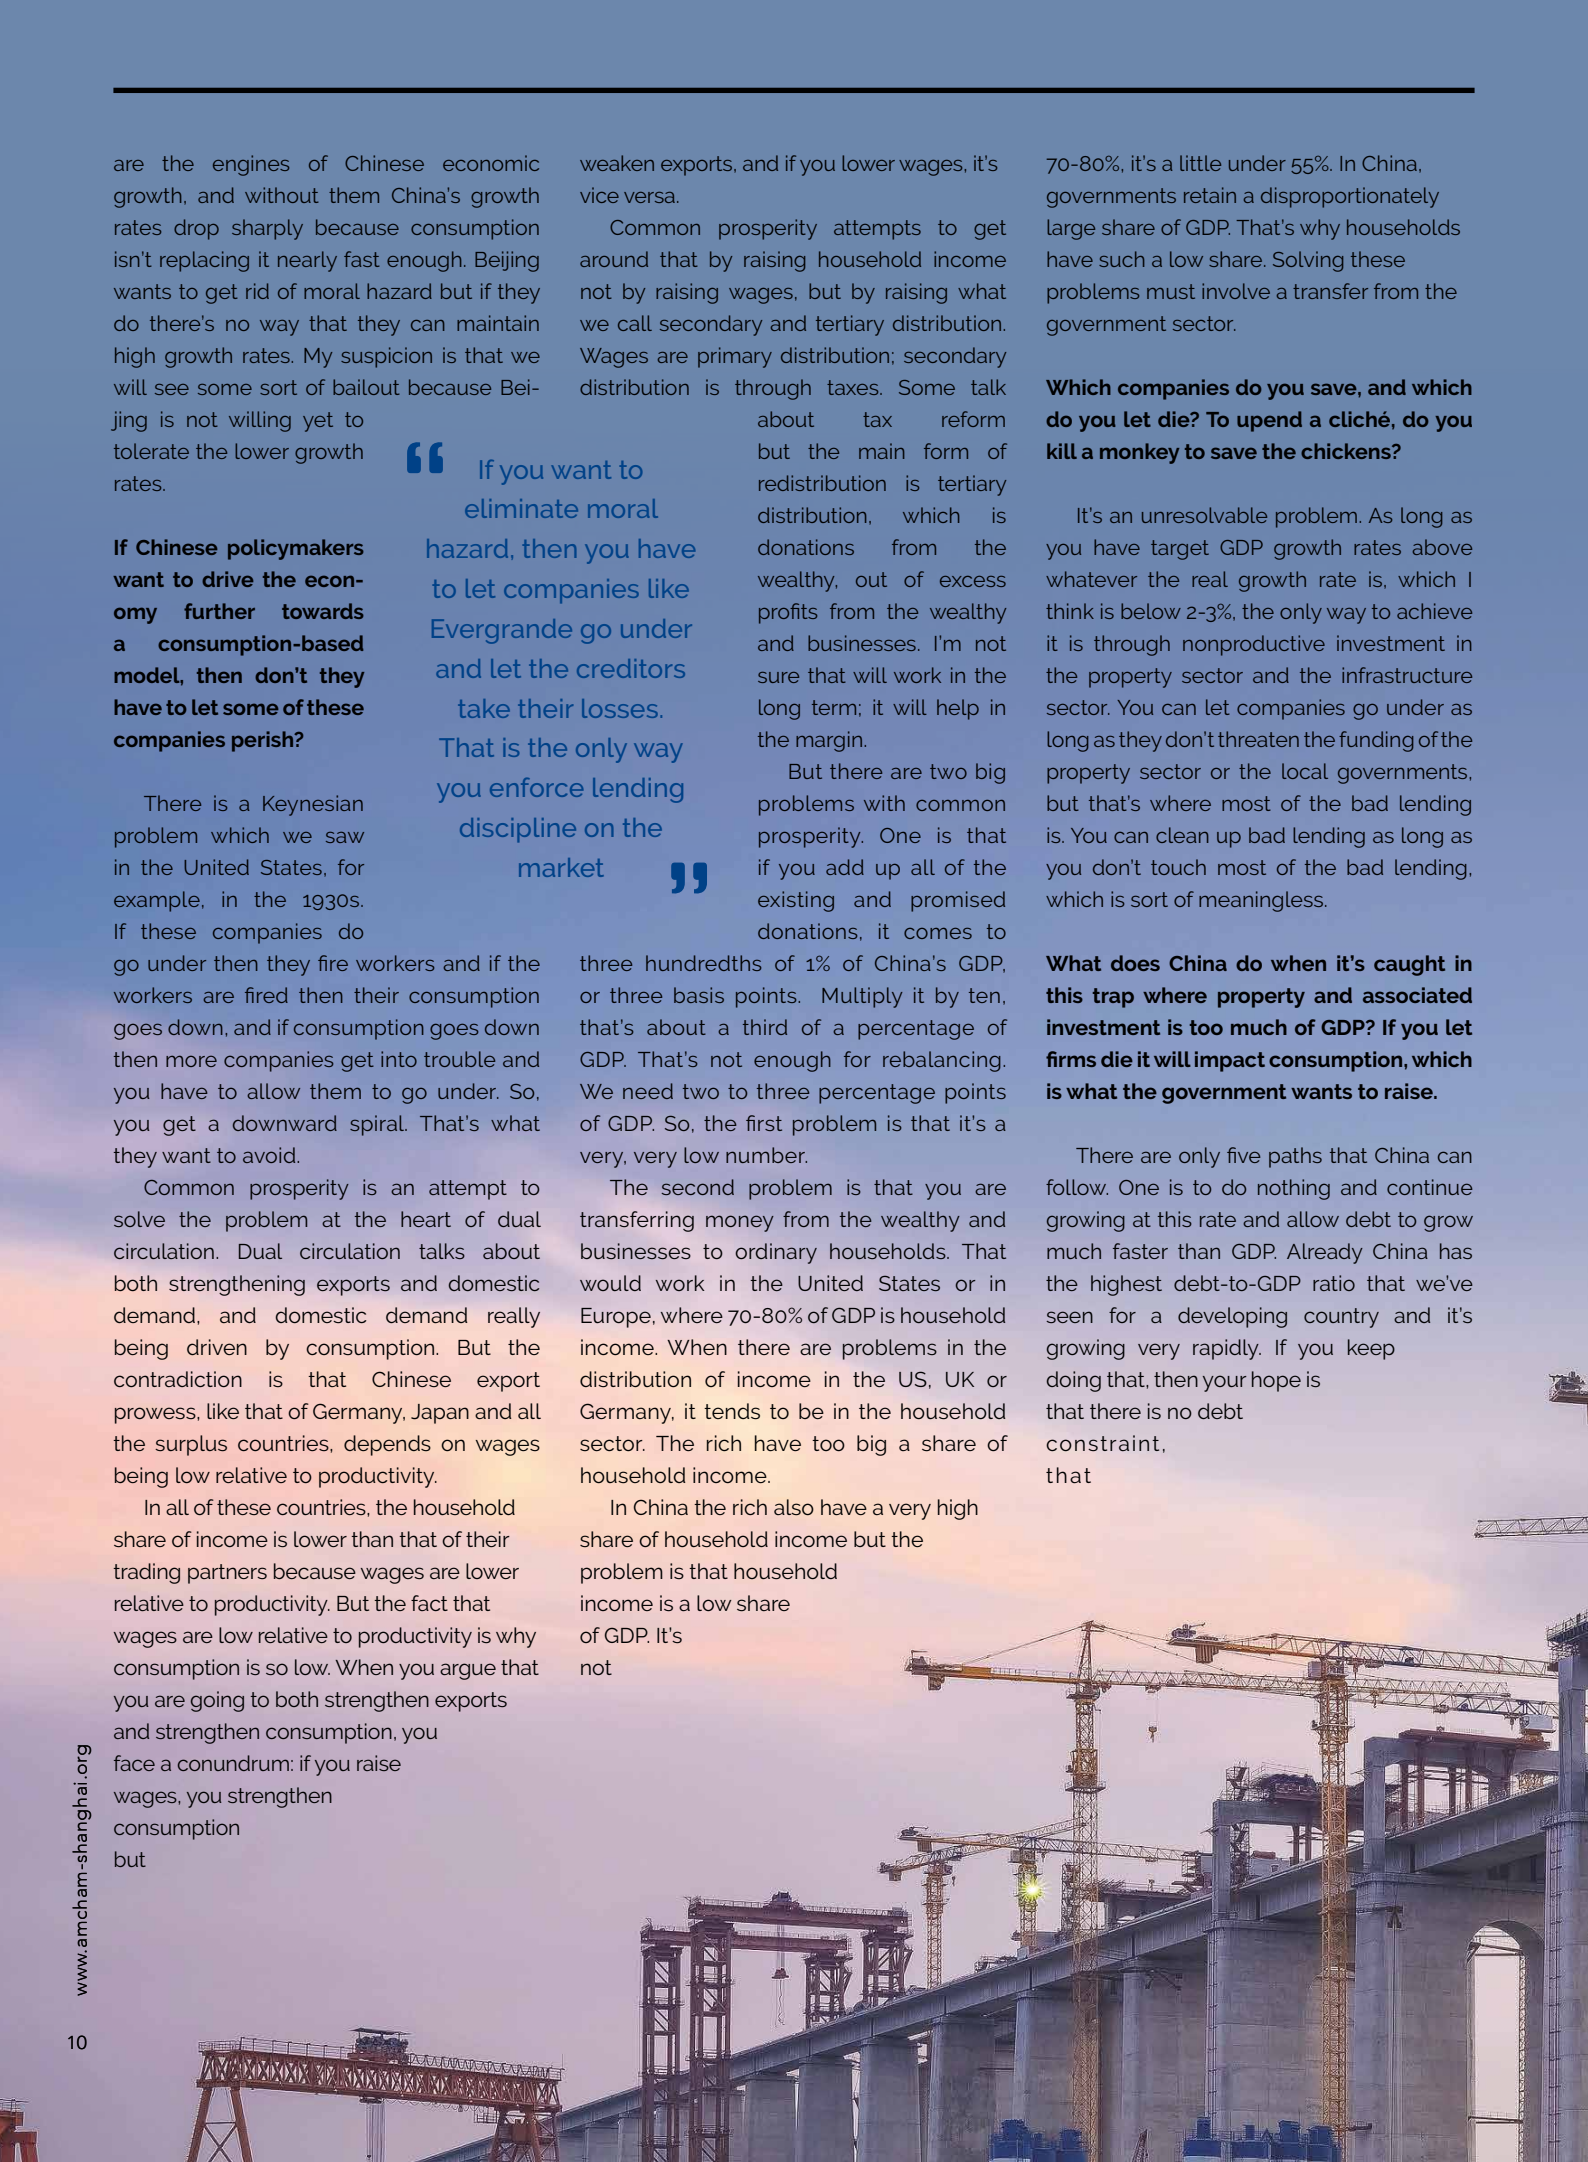 are the engines of Chinese economic
growth, and without them China's growth
rates drop sharply because consumption
isn't replacing it nearly fast enough. Beijing
wants to get rid of moral hazard but if they
do there's no way that they can maintain
high growth rates. My suspicion is that we
will see some sort of bailout because Bei-
jing is not willing yet to
tolerate the lower growth
rates.
If Chinese policymakers
want to drive the econ-
omy further towards
a consumption-based
model, then don't they
have to let some of these
companies perish?
There is a Keynesian
problem which we saw
in the United States, for
example, in the 1930s.
If these companies do
go under then they fire workers and if the
workers are fired then their consumption
goes down, and if consumption goes down
then more companies get into trouble and
you have to allow them to go under. So,
you get a downward spiral. That's what
they want to avoid.
Common prosperity is an attempt to
solve the problem at the heart of dual
circulation. Dual circulation talks about
both strengthening exports and domestic
demand, and domestic demand really
being driven by consumption. But the
contradiction is that Chinese export
prowess, like that of Germany, Japan and all
the surplus countries, depends on wages
being low relative to productivity.
In all of these countries, the household
share of income is lower than that of their
trading partners because wages are lower
relative to productivity. But the fact that
wages are low relative to productivity is why
consumption is so low. When you argue that
you are going to both strengthen exports
and strengthen consumption, you
face a conundrum: if you raise
wages, you strengthen
consumption
but
“ If you want to
eliminate moral
hazard, then you have
to let companies like
Evergrande go under
and let the creditors
take their losses.
That is the only way
you enforce lending
discipline on the
market ”
weaken exports, and if you lower wages, it's
vice versa.
Common prosperity attempts to get
around that by raising household income
not by raising wages, but by raising what
we call secondary and tertiary distribution.
Wages are primary distribution; secondary
distribution is through taxes. Some talk
about tax reform
but the main form of
redistribution is tertiary
distribution, which is
donations from the
wealthy, out of excess
profits from the wealthy
and businesses. I'm not
sure that will work in the
long term; it will help in
the margin.
But there are two big
problems with common
prosperity. One is that
if you add up all of the
existing and promised
donations, it comes to
three hundredths of 1% of China's GDP,
or three basis points. Multiply it by ten,
that's about a third of a percentage of
GDP. That's not enough for rebalancing.
We need two to three percentage points
of GDP. So, the first problem is that it's a
very, very low number.
The second problem is that you are
transferring money from the wealthy and
businesses to ordinary households. That
would work in the United States or in
Europe, where 70-80% of GDP is household
income. When there are problems in the
distribution of income in the US, UK or
Germany, it tends to be in the household
sector. The rich have too big a share of
household income.
In China the rich also have a very high
share of household income but the
problem is that household
income is a low share
of GDP. It's
not
70-80%, it's a little under 55%. In China,
governments retain a disproportionately
large share of GDP. That's why households
have such a low share. Solving these
problems must involve a transfer from the
government sector.
Which companies do you save, and which
do you let die? To upend a cliché, do you
kill a monkey to save the chickens?
It's an unresolvable problem. As long as
you have target GDP growth rates above
whatever the real growth rate is, which I
think is below 2-3%, the only way to achieve
it is through nonproductive investment in
the property sector and the infrastructure
sector. You can let companies go under as
long as they don't threaten the funding of the
property sector or the local governments,
but that's where most of the bad lending
is. You can clean up bad lending as long as
you don't touch most of the bad lending,
which is sort of meaningless.
What does China do when it's caught in
this trap where property and associated
investment is too much of GDP? If you let
firms die it will impact consumption, which
is what the government wants to raise.
There are only five paths that China can
follow. One is to do nothing and continue
growing at this rate and allow debt to grow
much faster than GDP. Already China has
the highest debt-to-GDP ratio that we've
seen for a developing country and it's
growing very rapidly. If you keep
doing that, then your hope is
that there is no debt
constraint,
that
www.amcham-shanghai.org
10